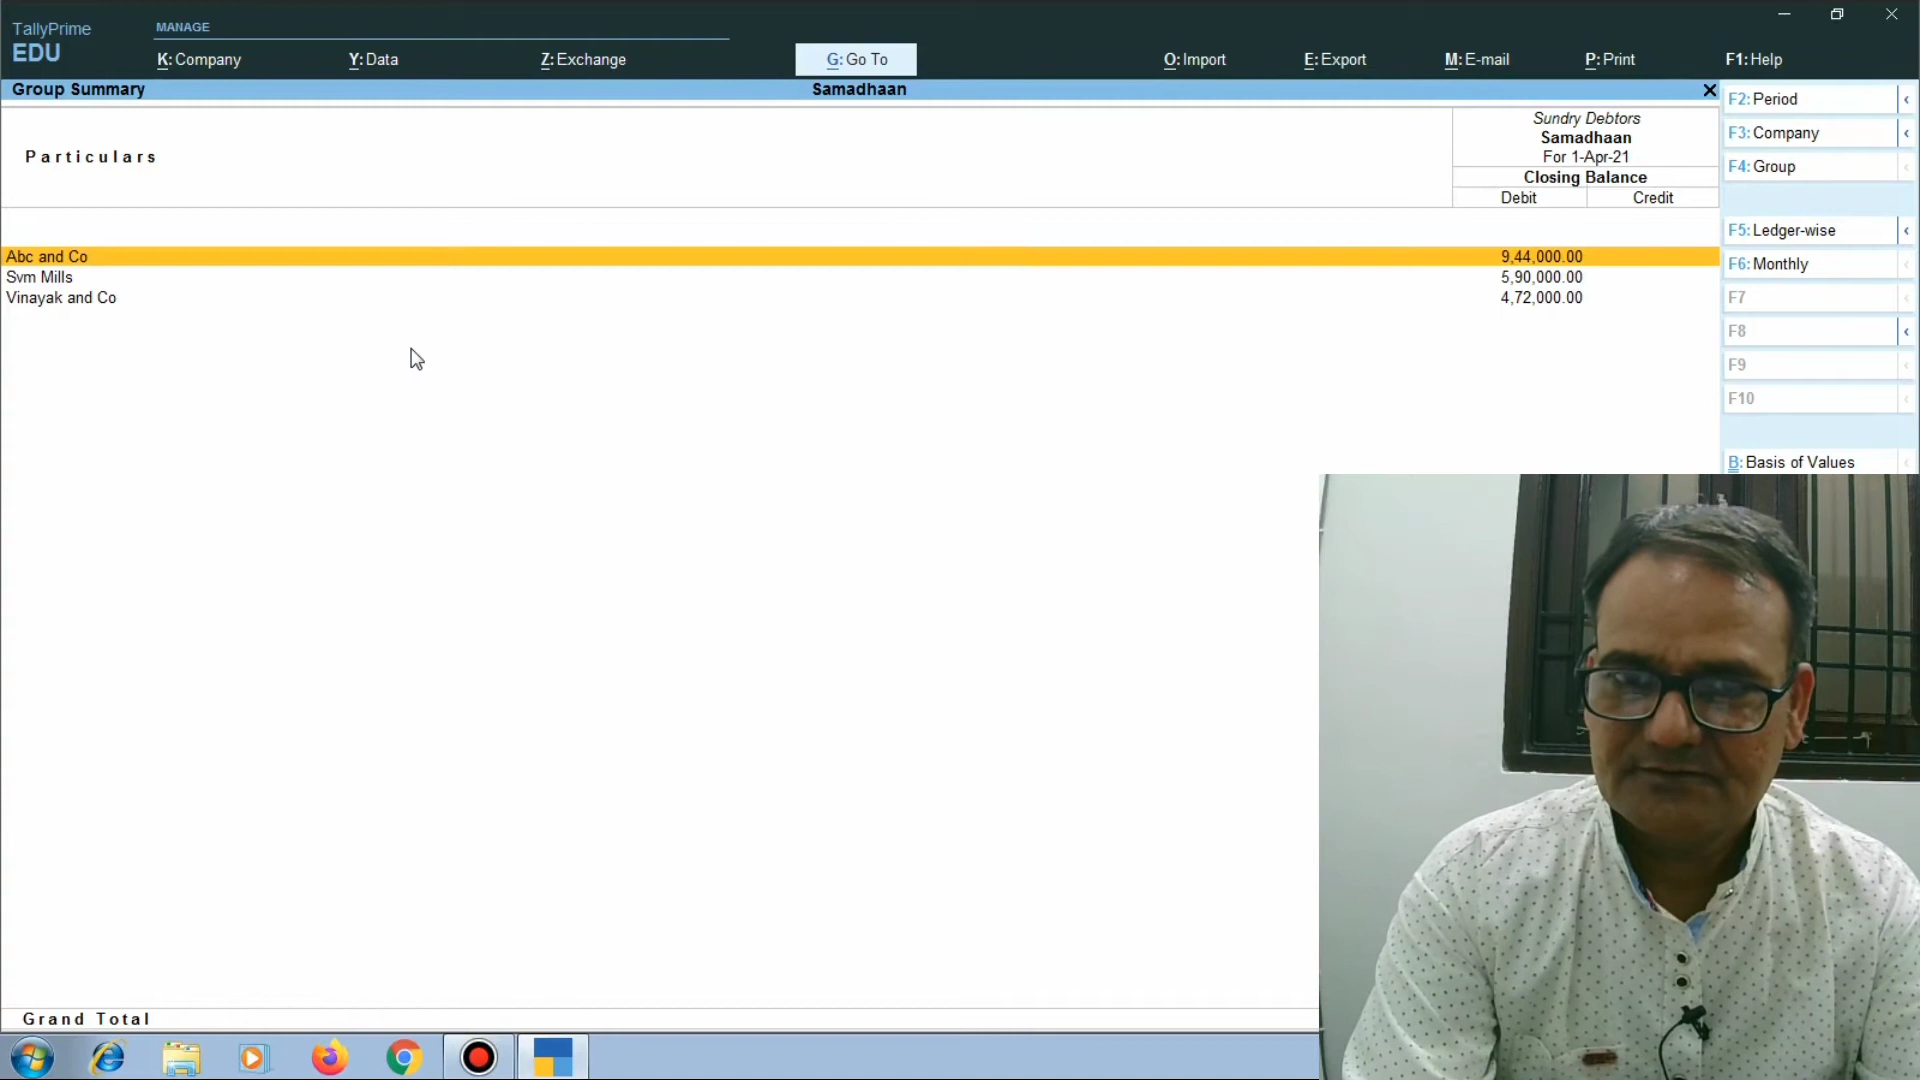 TallyPrime
EDU
MANAGE
K: Company
Y: Data
Z: Exchange
G: Go To
O: Import
E: Export
M: E-mail
P: Print
F1: Help
Group Summary
Samadhaan
Particulars
Sundry Debtors
Samadhaan
For 1-Apr-21
Closing Balance
Debit Credit
Abc and Co 9,44,000.00
Svm Mills 5,90,000.00
Vinayak and Co 4,72,000.00
Grand Total
F2: Period
F3: Company
F4: Group
F5: Ledger-wise
F6: Monthly
F7
F8
F9
F10
B: Basis of Values